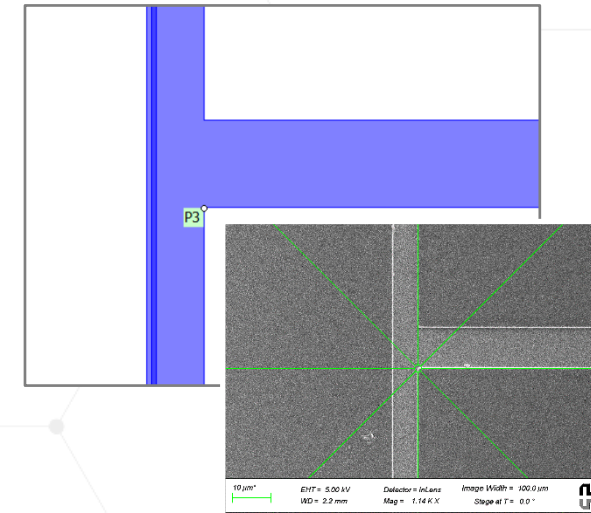 P3
10 µm*
EHT = 5.00 kV
WD = 2.2 mm
Detector = InLens
Mag = 1.14 K X
Image Width = 100.0 µm
Stage at T = 0.0 °